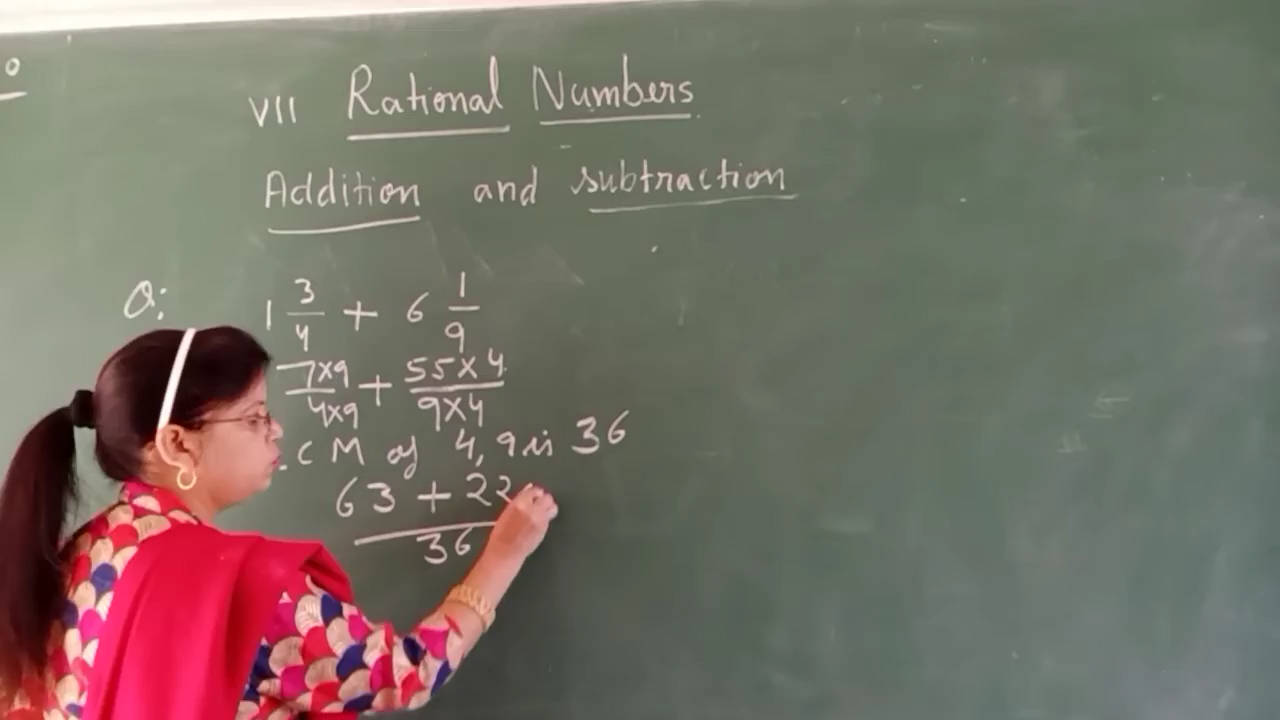 VII Rational Numbers
Addition and subtraction
Q: 1 3/4 + 6 1/9
7×9/4×9 + 55×4/9×4
.CM of 4, 9 is 36
63 + 22
36